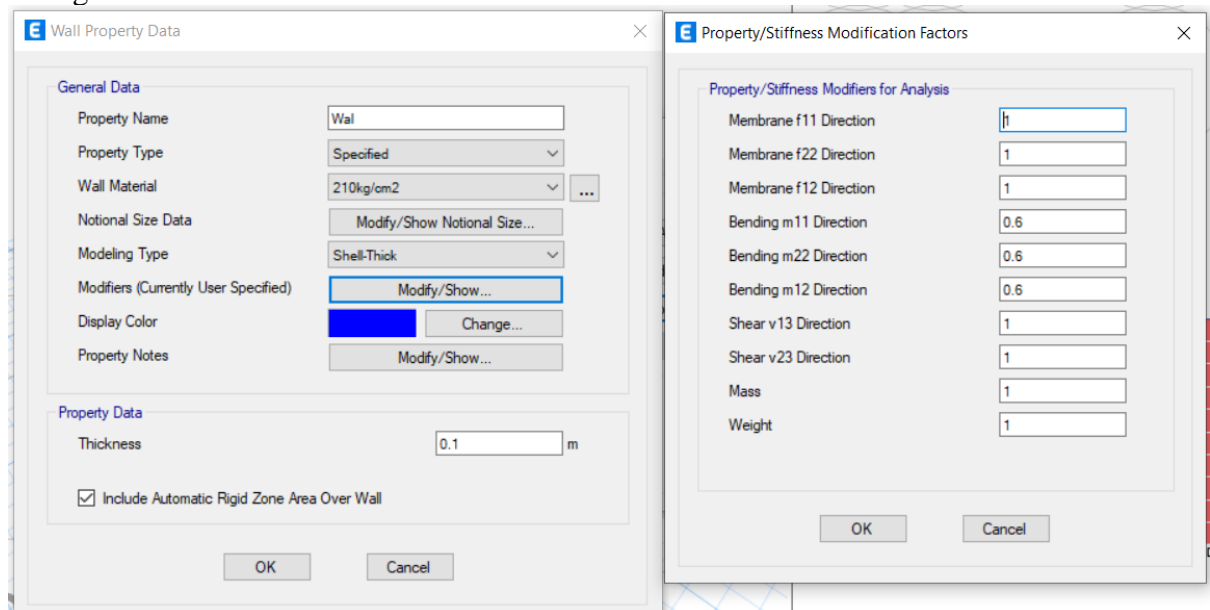 E Wall Property Data
General Data
Property Name Wal
Property Type Specified
Wall Material 210kg/cm2 ...
Notional Size Data Modify/Show Notional Size...
Modeling Type Shell-Thick
Modifiers (Currently User Specified) Modify/Show...
Display Color Change...
Property Notes Modify/Show...
Property Data
Thickness 0.1 m
Include Automatic Rigid Zone Area Over Wall
OK Cancel
E Property/Stiffness Modification Factors
Property/Stiffness Modifiers for Analysis
Membrane f11 Direction 1
Membrane f22 Direction 1
Membrane f12 Direction 1
Bending m11 Direction 0.6
Bending m22 Direction 0.6
Bending m12 Direction 0.6
Shear v13 Direction 1
Shear v23 Direction 1
Mass 1
Weight 1
OK Cancel